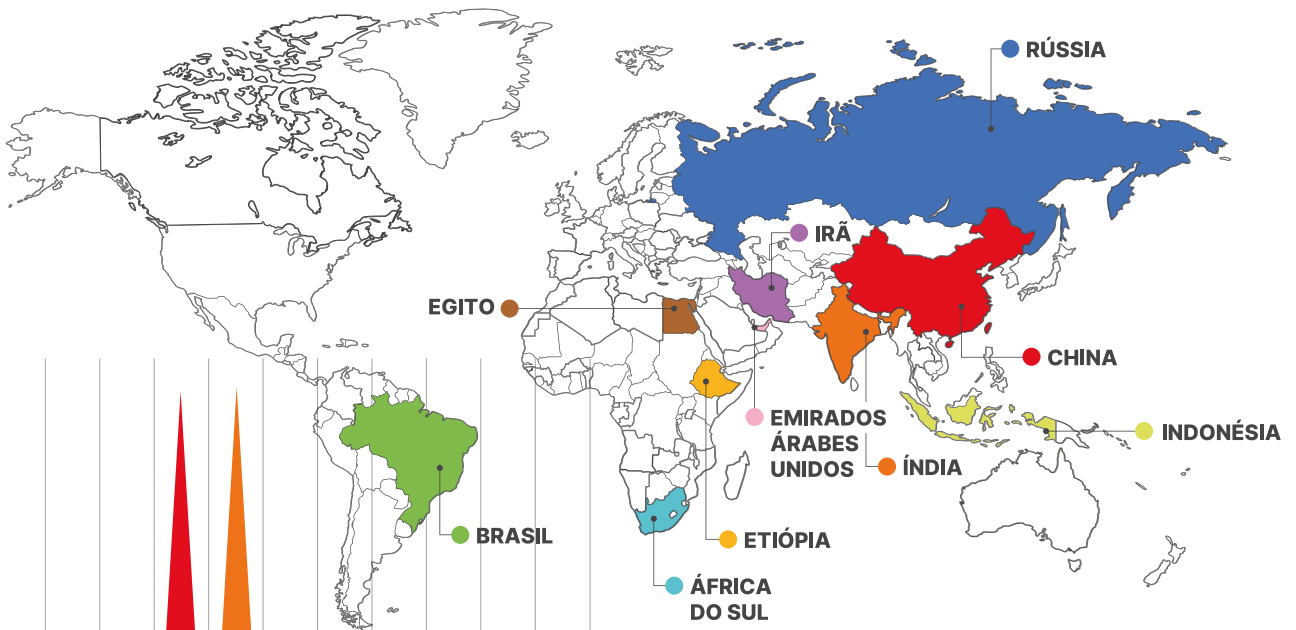 RÚSSIA
IRÃ
EGITO
CHINA
EMIRADOS
ÁRABES
UNIDOS
INDONÉSIA
ÍNDIA
BRASIL
ETIÓPIA
ÁFRICA
DO SUL